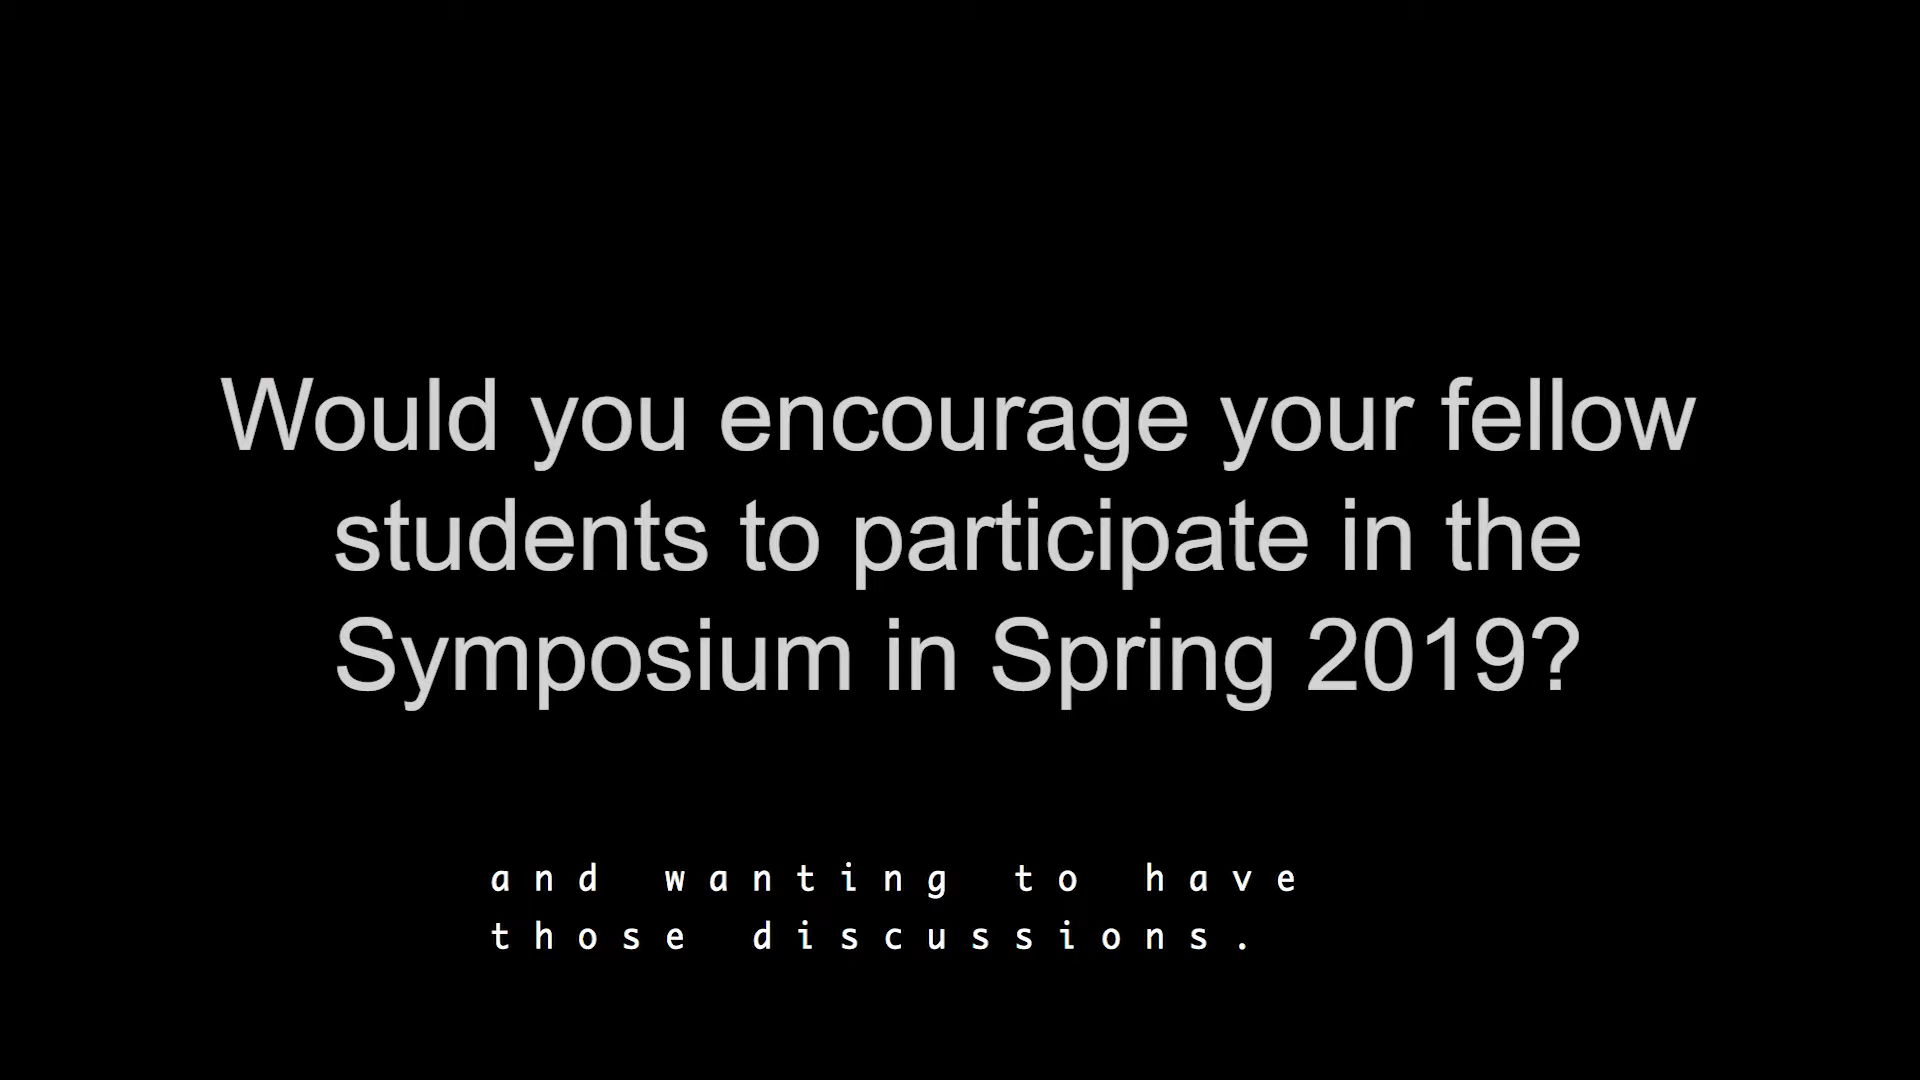 Would you encourage your fellow
students to participate in the
Symposium in Spring 2019?
and wanting to have
those discussions.